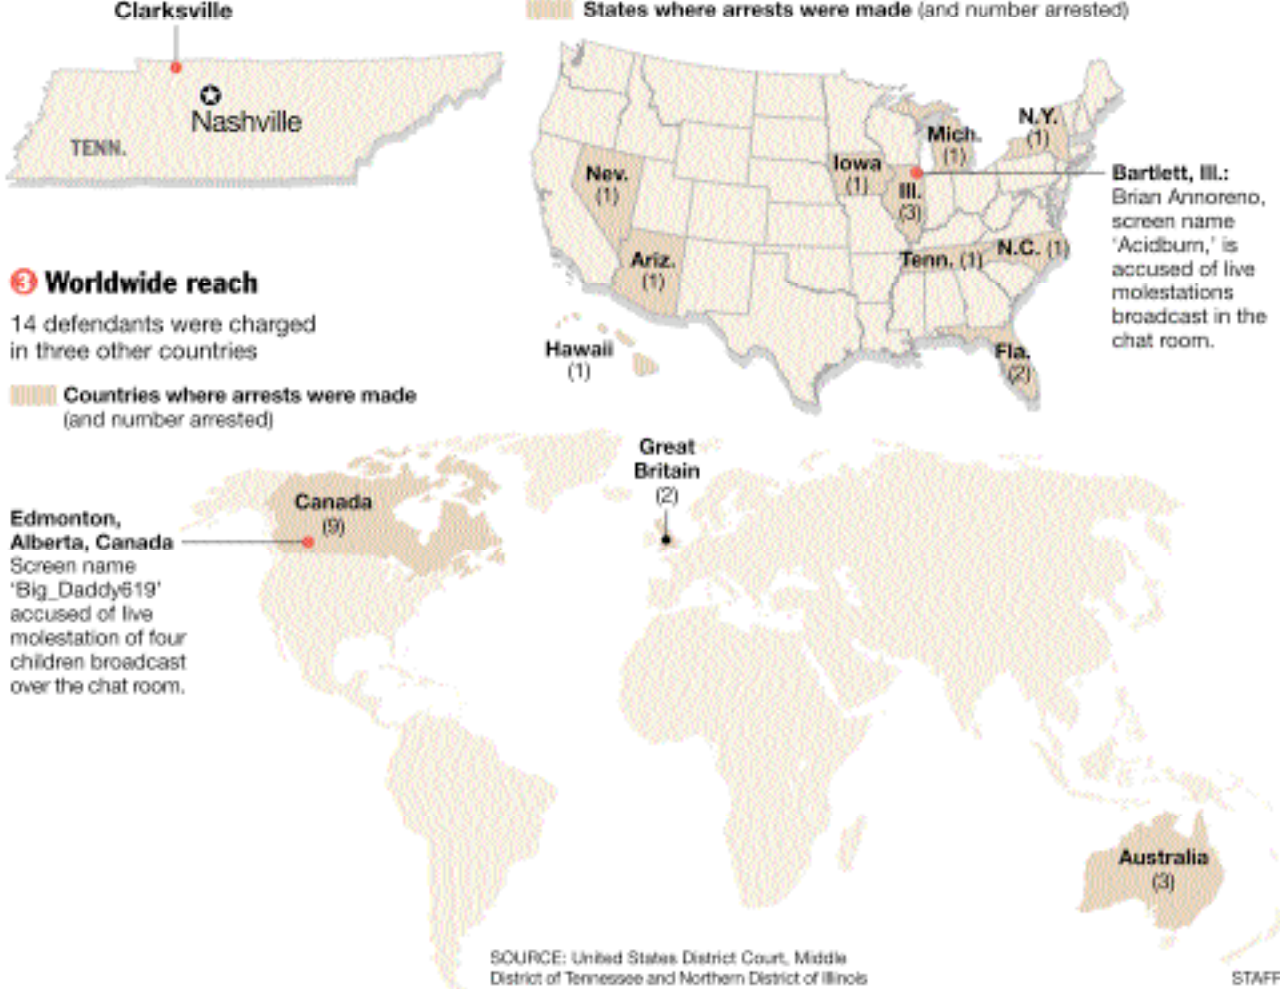 Clarksville
Nashville
TENN.
States where arrests were made (and number arrested)
N.Y.
(1)
Mich.
(1)
Iowa
(1)
Ill.
(3)
Nev.
(1)
Ariz.
(1)
Tenn. (1)
N.C. (1)
Fla.
(2)
Hawaii
(1)
Bartlett, Ill.:
Brian Annoreno,
screen name
‘Acidburn,’ is
accused of live
molestations
broadcast in the
chat room.
3 Worldwide reach
14 defendants were charged
in three other countries
Countries where arrests were made
(and number arrested)
Great
Britain
(2)
Canada
(9)
Edmonton,
Alberta, Canada
Screen name
‘Big_Daddy619’
accused of live
molestation of four
children broadcast
over the chat room.
Australia
(3)
SOURCE: United States District Court, Middle
District of Tennessee and Northern District of Illinois
STAFF